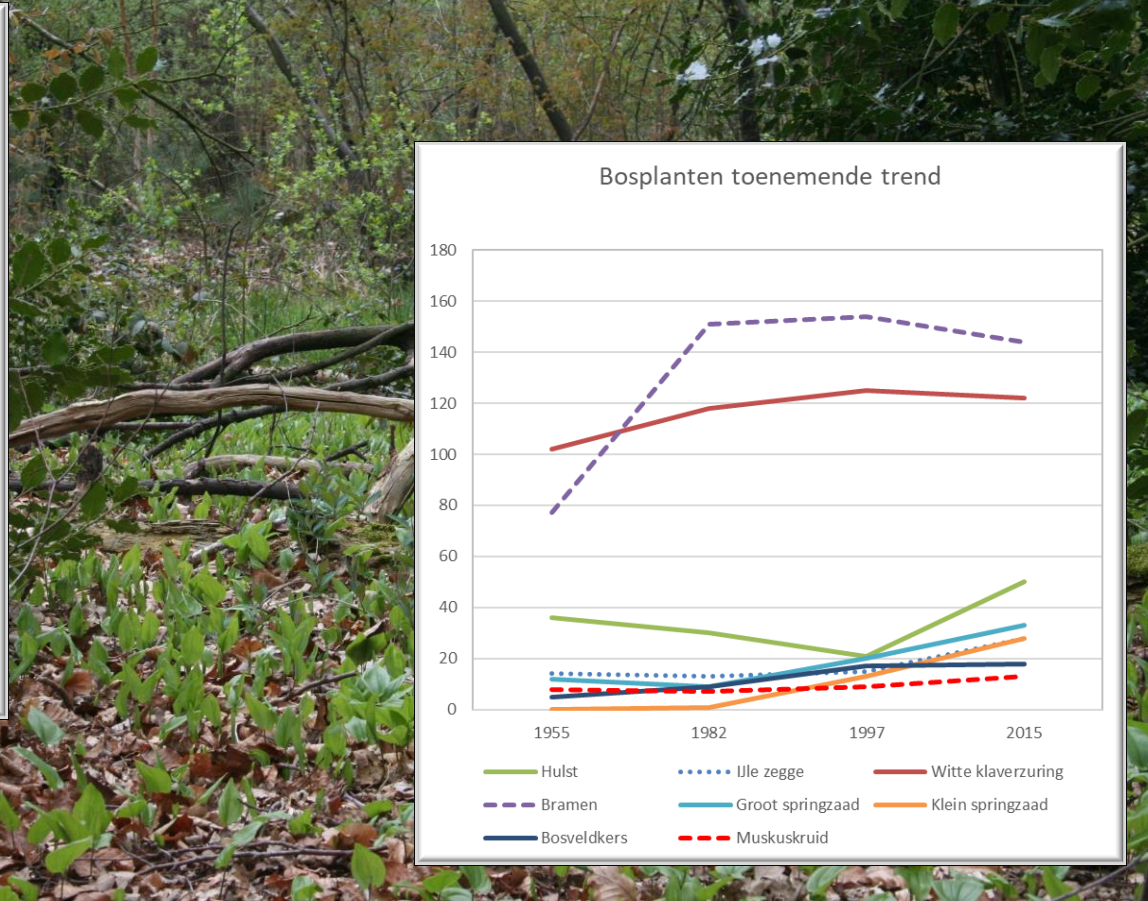 Bosplanten toenemende trend
180
160
140
120
100
80
60
40
20
0
1955 1982 1997 2015
Hulst IJle zegge Witte klaverzuring
Bramen Groot springzaad Klein springzaad
Bosveldkers Muskuskruid